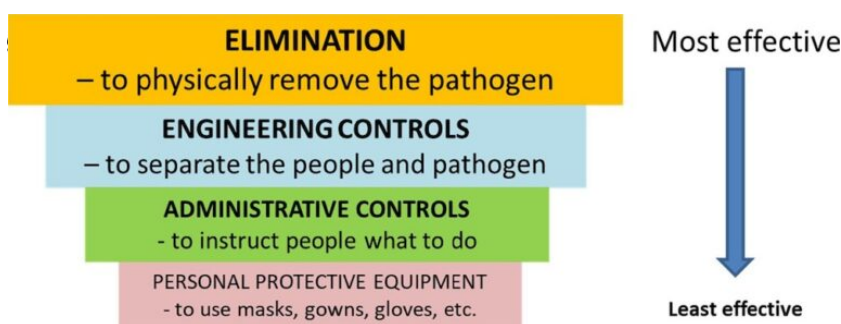 ELIMINATION
– to physically remove the pathogen
ENGINEERING CONTROLS
– to separate the people and pathogen
ADMINISTRATIVE CONTROLS
- to instruct people what to do
PERSONAL PROTECTIVE EQUIPMENT
- to use masks, gowns, gloves, etc.
Most effective
Least effective